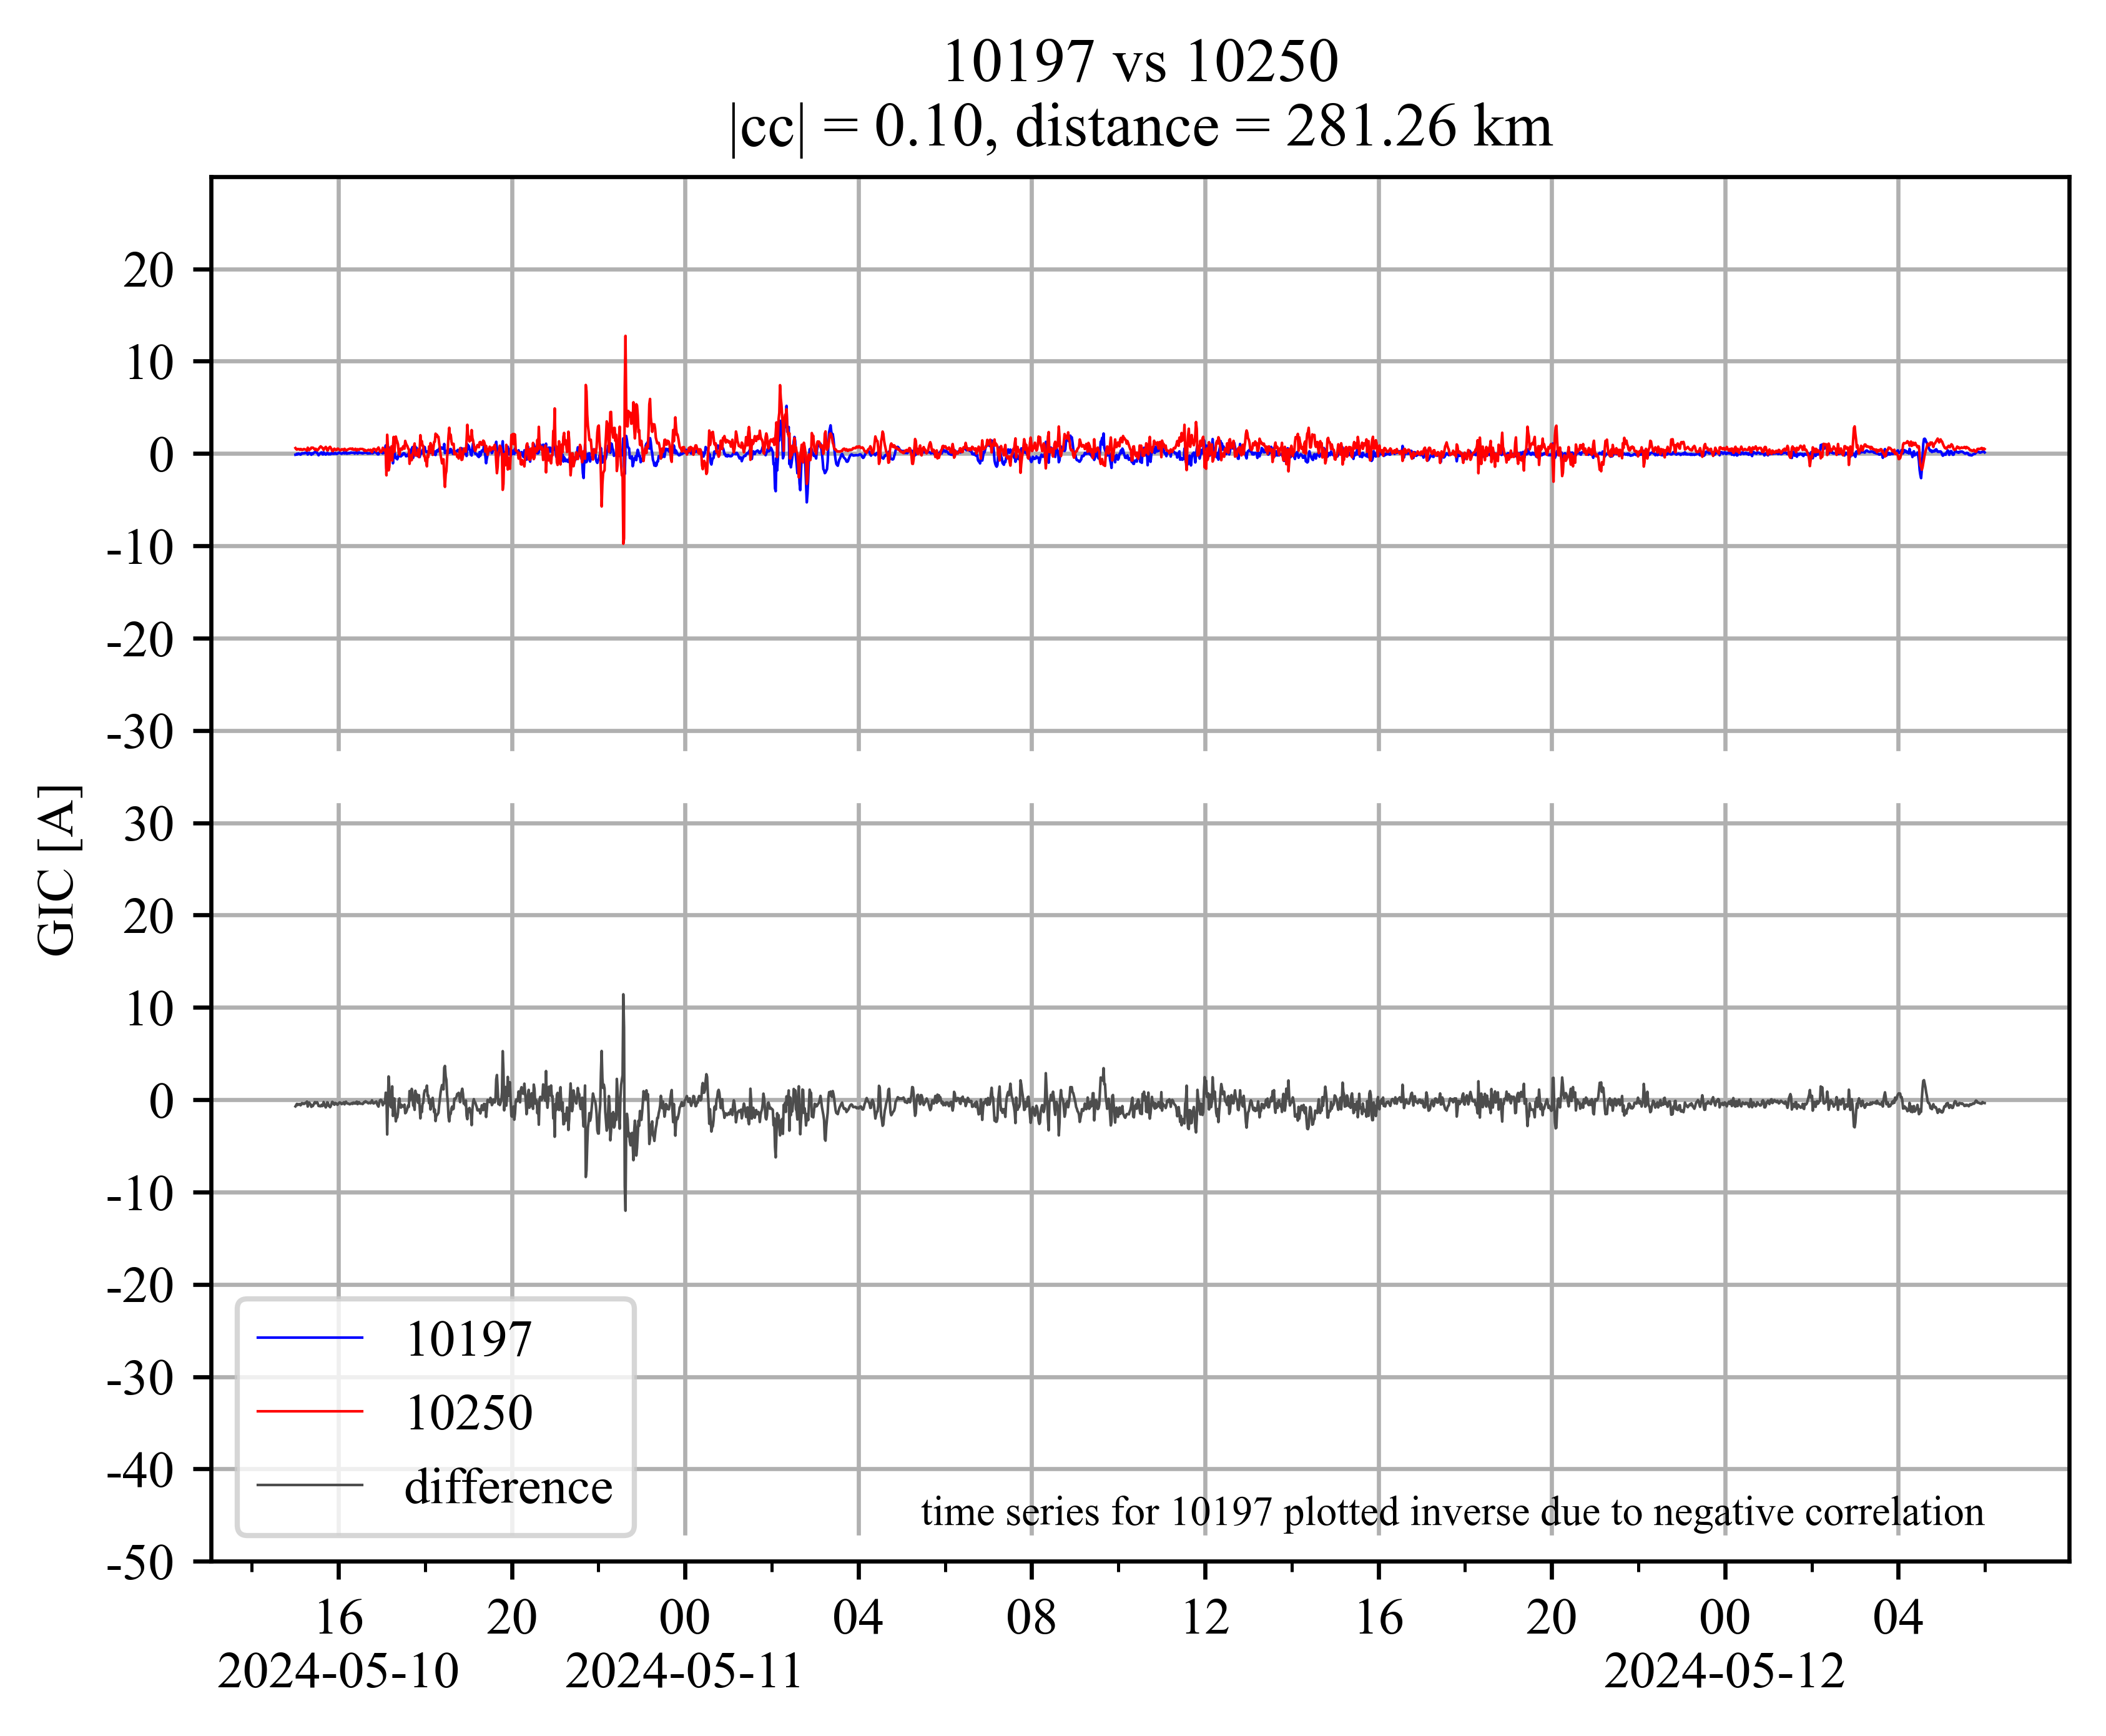 10197 vs 10250
|cc| = 0.10, distance = 281.26 km
20
10
0
-10
-20
-30
30
20
10
0
-10
-20
-30
-40
-50
GIC [A]
10197
10250
difference
time series for 10197 plotted inverse due to negative correlation
16 20 00 04 08 12 16 20 00 04
2024-05-10 2024-05-11 2024-05-12